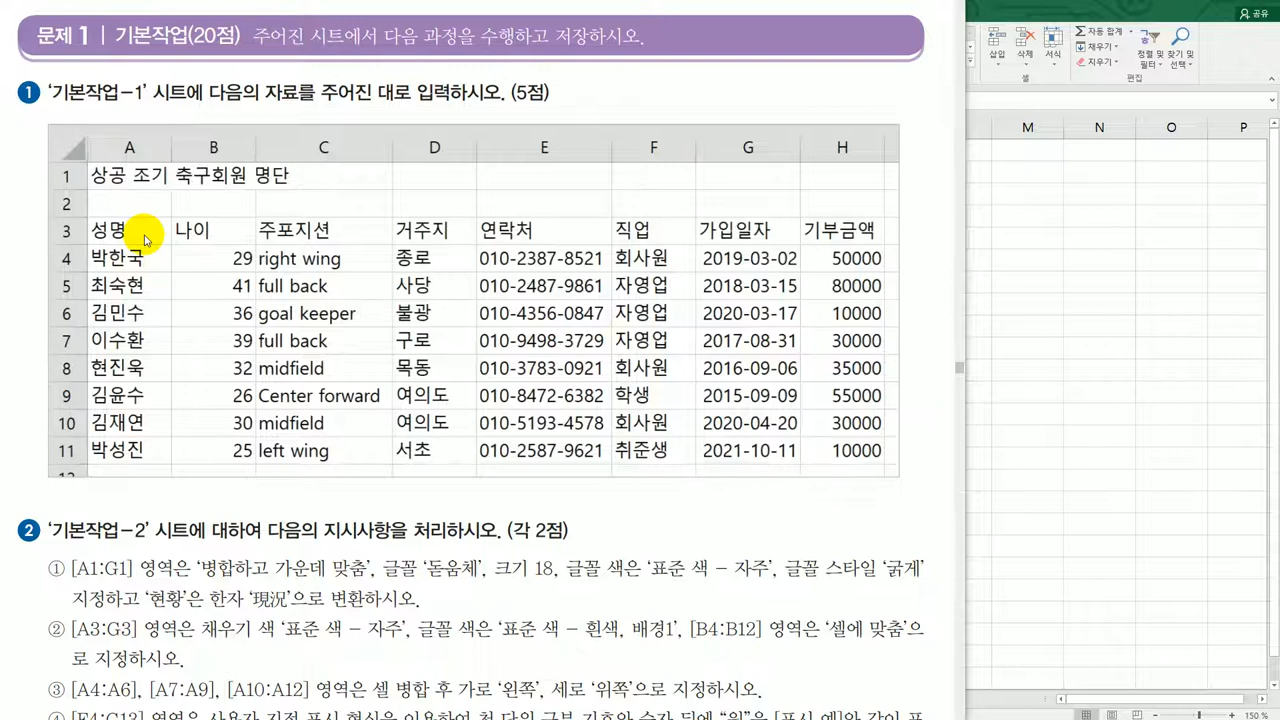 문제 1 | 기본작업(20점) 주어진 시트에서 다음 과정을 수행하고 저장하시오.
공유
삽입 삭제 서식
자동 합계
채우기
지우기
정렬 및 필터 찾기 및 선택
셀 편집
1 '기본작업-1' 시트에 다음의 자료를 주어진 대로 입력하시오. (5점)
A B C D E F G H
1 상공 조기 축구회원 명단
2
3 성명 나이 주포지션 거주지 연락처 직업 가입일자 기부금액
4 박한국 29 right wing 종로 010-2387-8521 회사원 2019-03-02 50000
5 최숙현 41 full back 사당 010-2487-9861 자영업 2018-03-15 80000
6 김민수 36 goal keeper 불광 010-4356-0847 자영업 2020-03-17 10000
7 이수환 39 full back 구로 010-9498-3729 자영업 2017-08-31 30000
8 현진욱 32 midfield 목동 010-3783-0921 회사원 2016-09-06 35000
9 김윤수 26 Center forward 여의도 010-8472-6382 학생 2015-09-09 55000
10 김재연 30 midfield 여의도 010-5193-4578 회사원 2020-04-20 30000
11 박성진 25 left wing 서초 010-2587-9621 취준생 2021-10-11 10000
M N O P
2 '기본작업-2' 시트에 대하여 다음의 지시사항을 처리하시오. (각 2점)
① [A1:G1] 영역은 '병합하고 가운데 맞춤', 글꼴 '돋움체', 크기 18, 글꼴 색은 '표준 색 - 자주', 글꼴 스타일 '굵게'
지정하고 '현황'은 한자 '現況'으로 변환하시오.
② [A3:G3] 영역은 채우기 색 '표준 색 - 자주', 글꼴 색은 '표준 색 - 흰색, 배경1', [B4:B12] 영역은 '셀에 맞춤'으
로 지정하시오.
③ [A4:A6], [A7:A9], [A10:A12] 영역은 셀 병합 후 가로 '왼쪽', 세로 '위쪽'으로 지정하시오.
150 %